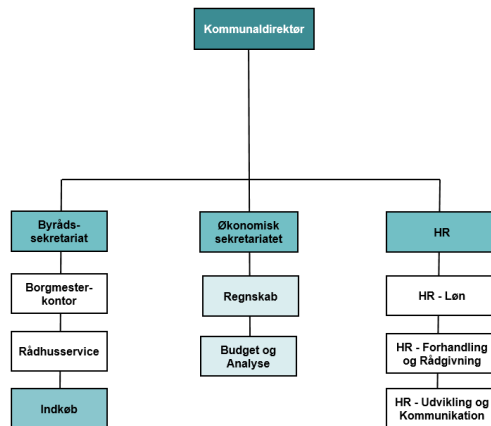 Kommunaldirektør
Byråds-
sekretariat
Økonomisk
sekretariatet
HR
Borgmester-
kontor
Regnskab
HR - Løn
Rådhusservice
Budget og
Analyse
HR - Forhandling
og Rådgivning
Indkøb
HR - Udvikling og
Kommunikation